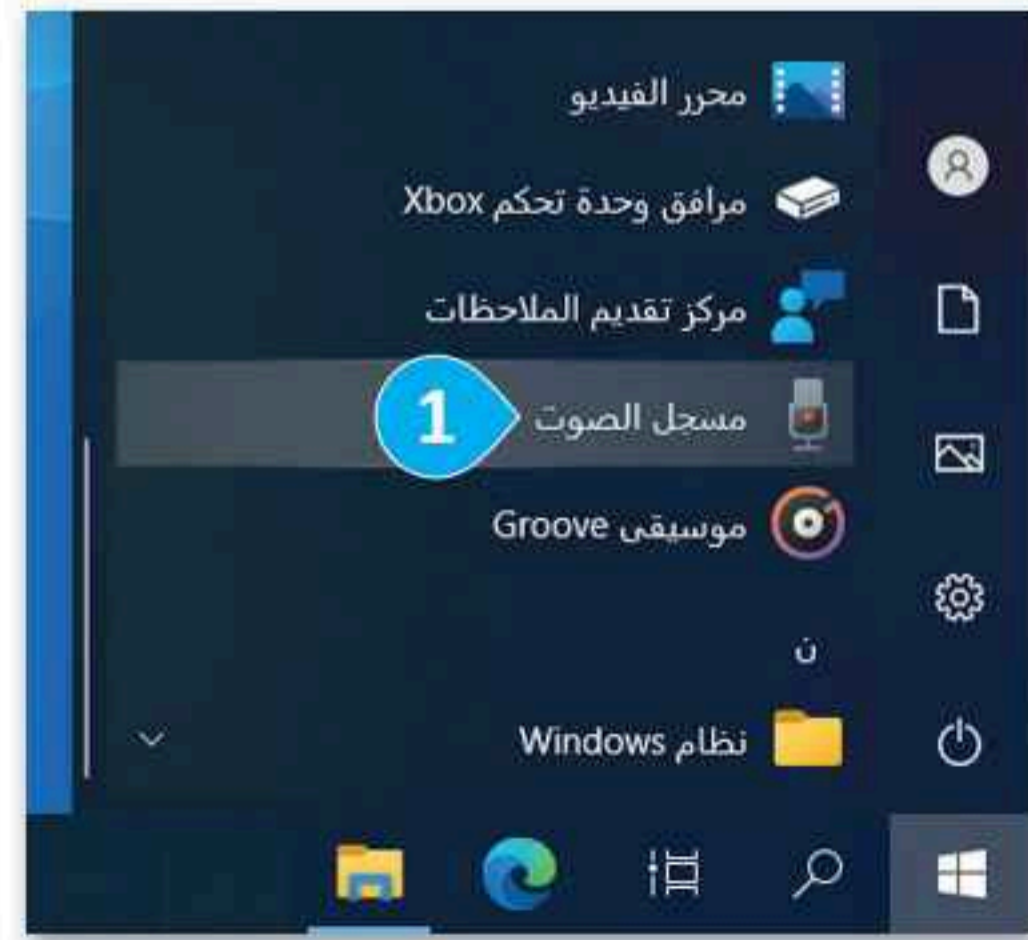 محرر الفيديو
مرافق وحدة تحكم Xbox
مركز تقديم الملاحظات
مسجل الصوت 1
موسيقى Groove
ن
نظام Windows